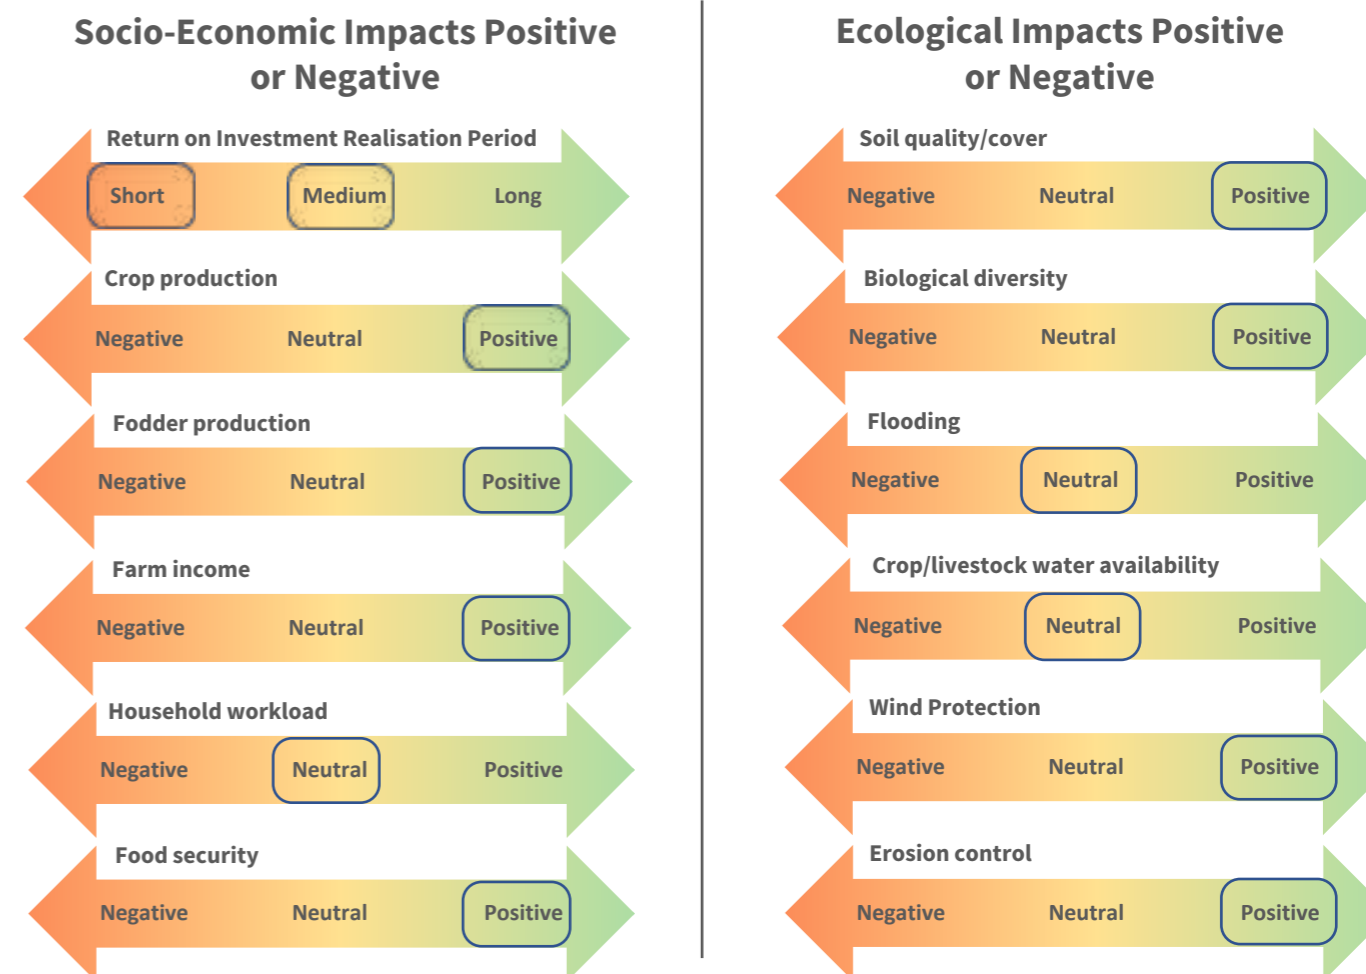 Socio-Economic Impacts Positive
or Negative
Return on Investment Realisation Period
Short Medium Long
Crop production
Negative Neutral Positive
Fodder production
Negative Neutral Positive
Farm income
Negative Neutral Positive
Household workload
Negative Neutral Positive
Food security
Negative Neutral Positive
Ecological Impacts Positive
or Negative
Soil quality/cover
Negative Neutral Positive
Biological diversity
Negative Neutral Positive
Flooding
Negative Neutral Positive
Crop/livestock water availability
Negative Neutral Positive
Wind Protection
Negative Neutral Positive
Erosion control
Negative Neutral Positive